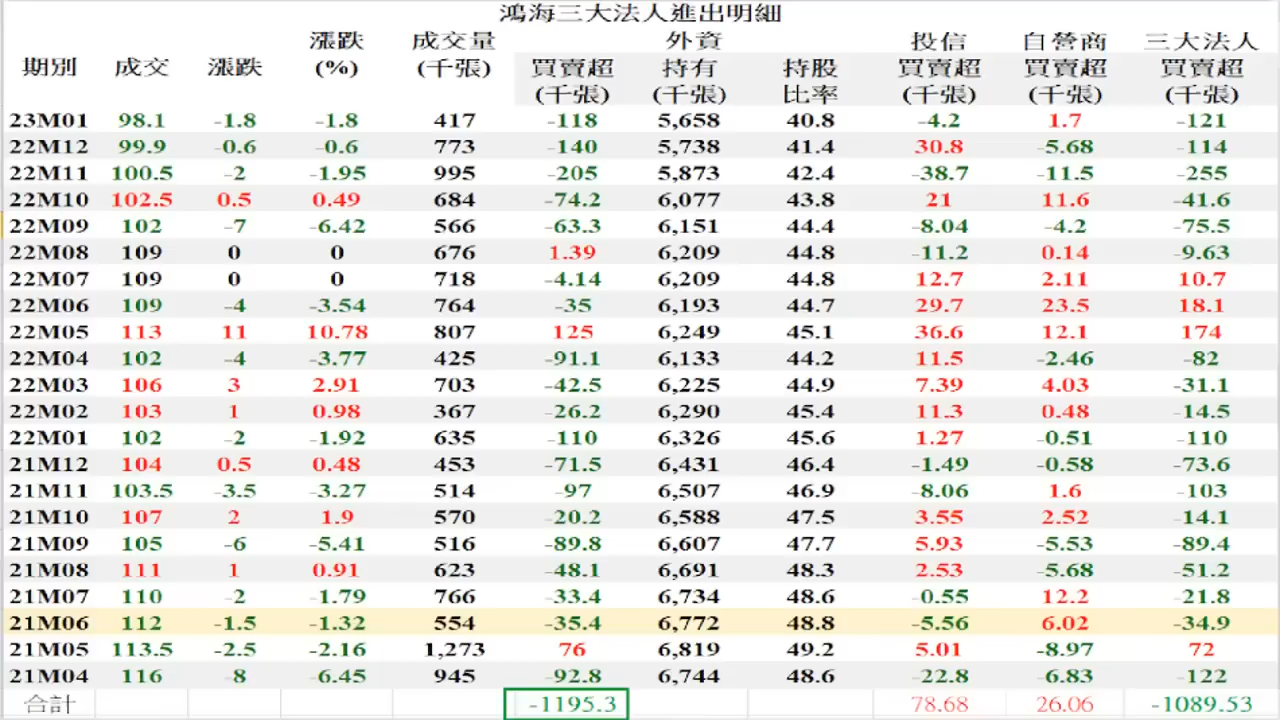 鴻海三大法人進出明細
漲跌 成交量 外資 投信 自營商 三大法人
期別 成交 漲跌 (%) (千張) 買賣超 持有 持股 買賣超 買賣超 買賣超
(千張) (千張) 比率 (千張) (千張) (千張)
23M01 98.1 -1.8 -1.8 417 -118 5,658 40.8 -4.2 1.7 -121
22M12 99.9 -0.6 -0.6 773 -140 5,738 41.4 30.8 -5.68 -114
22M11 100.5 -2 -1.95 995 -205 5,873 42.4 -38.7 -11.5 -255
22M10 102.5 0.5 0.49 684 -74.2 6,077 43.8 21 11.6 -41.6
22M09 102 -7 -6.42 566 -63.3 6,151 44.4 -8.04 -4.2 -75.5
22M08 109 0 0 676 1.39 6,209 44.8 -11.2 0.14 -9.63
22M07 109 0 0 718 -4.14 6,209 44.8 12.7 2.11 10.7
22M06 109 -4 -3.54 764 -35 6,193 44.7 29.7 23.5 18.1
22M05 113 11 10.78 807 125 6,249 45.1 36.6 12.1 174
22M04 102 -4 -3.77 425 -91.1 6,133 44.2 11.5 -2.46 -82
22M03 106 3 2.91 703 -42.5 6,225 44.9 7.39 4.03 -31.1
22M02 103 1 0.98 367 -26.2 6,290 45.4 11.3 0.48 -14.5
22M01 102 -2 -1.92 635 -110 6,326 45.6 1.27 -0.51 -110
21M12 104 0.5 0.48 453 -71.5 6,431 46.4 -1.49 -0.58 -73.6
21M11 103.5 -3.5 -3.27 514 -97 6,507 46.9 -8.06 1.6 -103
21M10 107 2 1.9 570 -20.2 6,588 47.5 3.55 2.52 -14.1
21M09 105 -6 -5.41 516 -89.8 6,607 47.7 5.93 -5.53 -89.4
21M08 111 1 0.91 623 -48.1 6,691 48.3 2.53 -5.68 -51.2
21M07 110 -2 -1.79 766 -33.4 6,734 48.6 -0.55 12.2 -21.8
21M06 112 -1.5 -1.32 554 -35.4 6,772 48.8 -5.56 6.02 -34.9
21M05 113.5 -2.5 -2.16 1,273 76 6,819 49.2 5.01 -8.97 72
21M04 116 -8 -6.45 945 -92.8 6,744 48.6 -22.8 -6.83 -122
合計 -1195.3 78.68 26.06 -1089.53